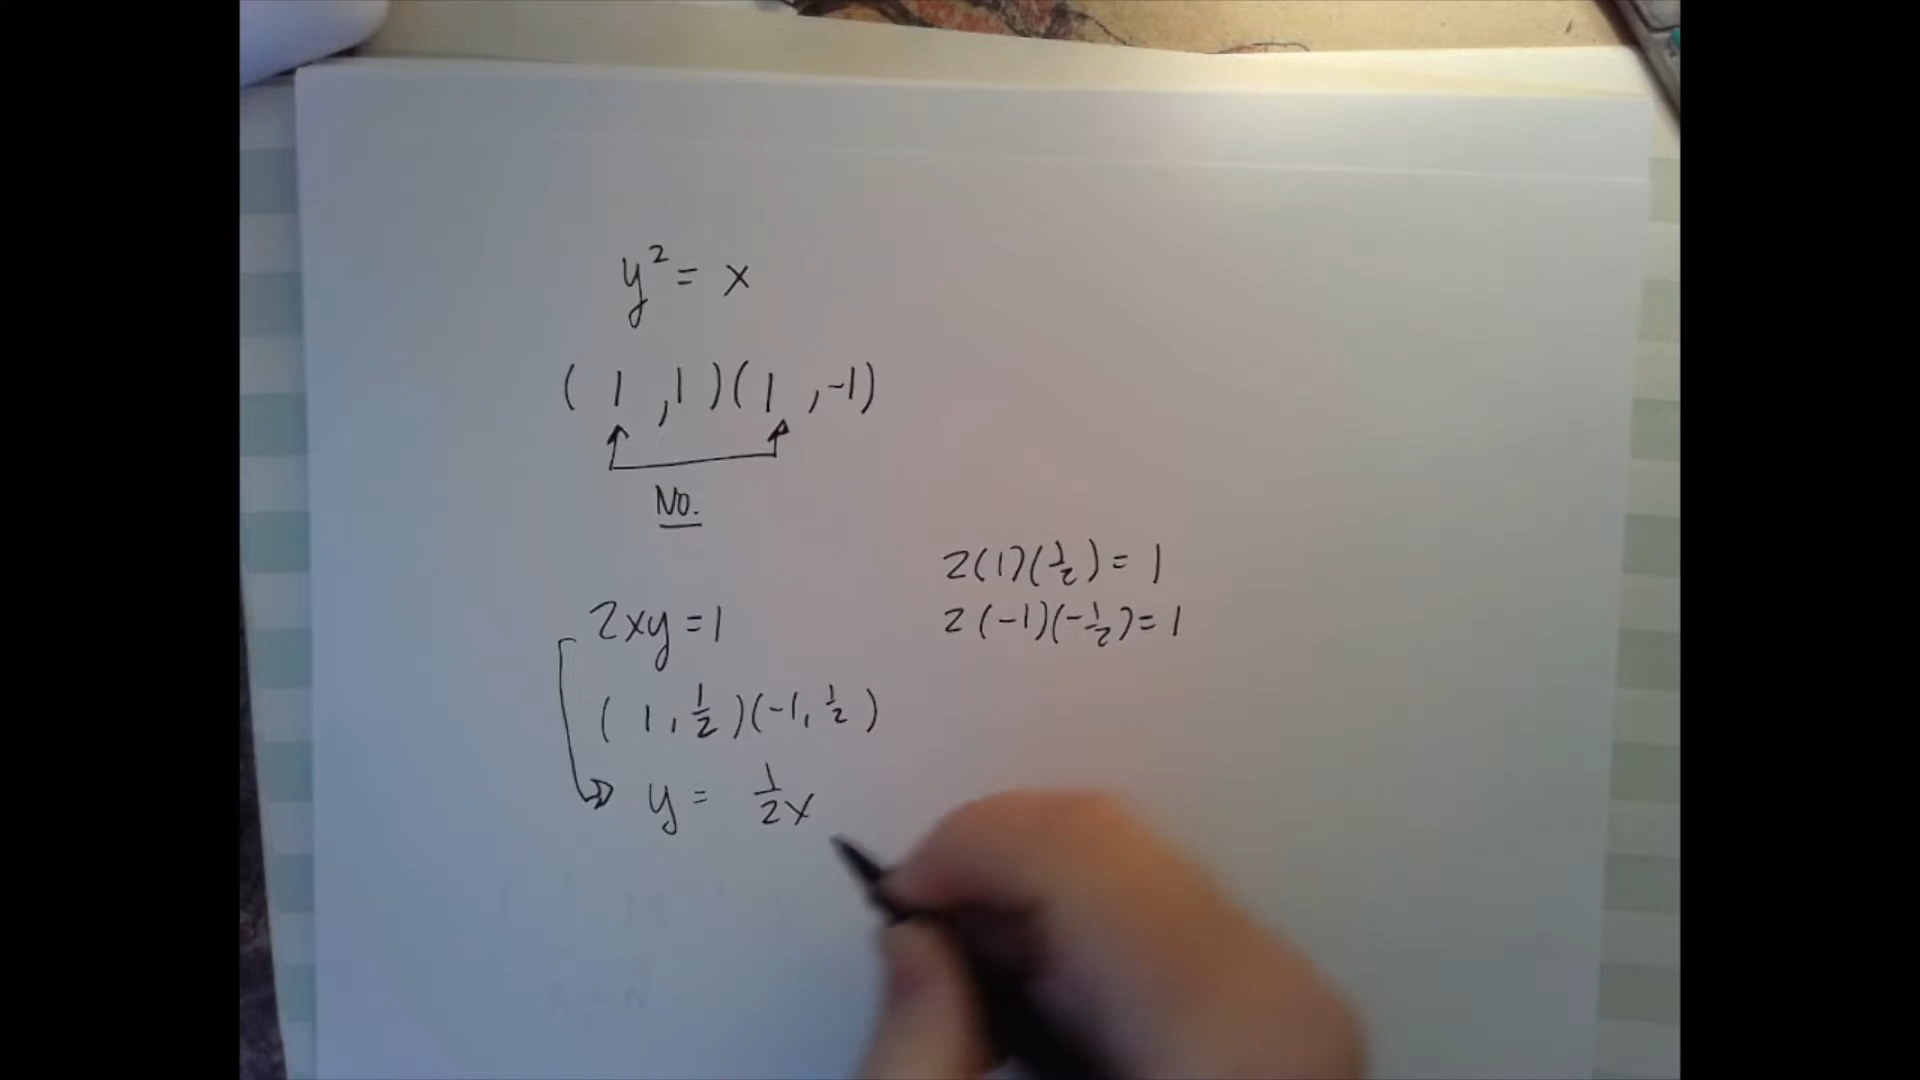 y² = x
(1,1)(1,-1)
No.
2(1)(1/2) = 1
2(-1)(-1/2) = 1
2xy = 1
(1,1/2)(-1,1/2)
y = 1/2x